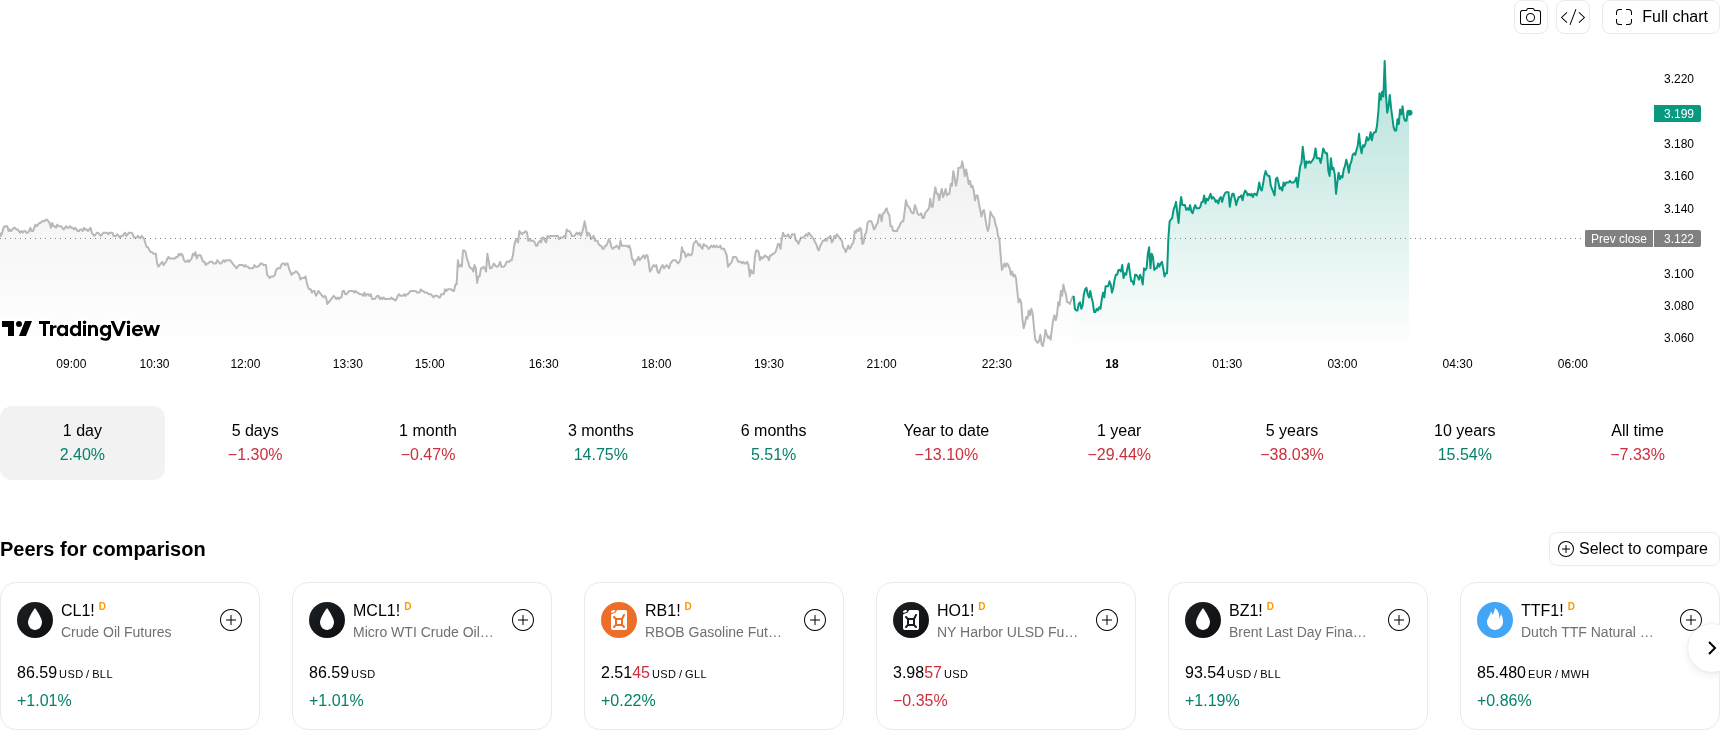 Full chart
3.220
3.199
3.180
3.160
3.140
Prev close 3.122
3.100
3.080
3.060
TradingView
09:00 10:30 12:00 13:30 15:00 16:30 18:00 19:30 21:00 22:30 18 01:30 03:00 04:30 06:00
1 day 5 days 1 month 3 months 6 months Year to date 1 year 5 years 10 years All time
2.40% −1.30% −0.47% 14.75% 5.51% −13.10% −29.44% −38.03% 15.54% −7.33%
Peers for comparison
Select to compare
CL1! D
Crude Oil Futures
86.59 USD / BLL
+1.01%
MCL1! D
Micro WTI Crude Oil…
86.59 USD
+1.01%
RB1! D
RBOB Gasoline Fut…
2.5145 USD / GLL
+0.22%
HO1! D
NY Harbor ULSD Fu…
3.9857 USD
−0.35%
BZ1! D
Brent Last Day Fina…
93.54 USD / BLL
+1.19%
TTF1! D
Dutch TTF Natural …
85.480 EUR / MWH
+0.86%